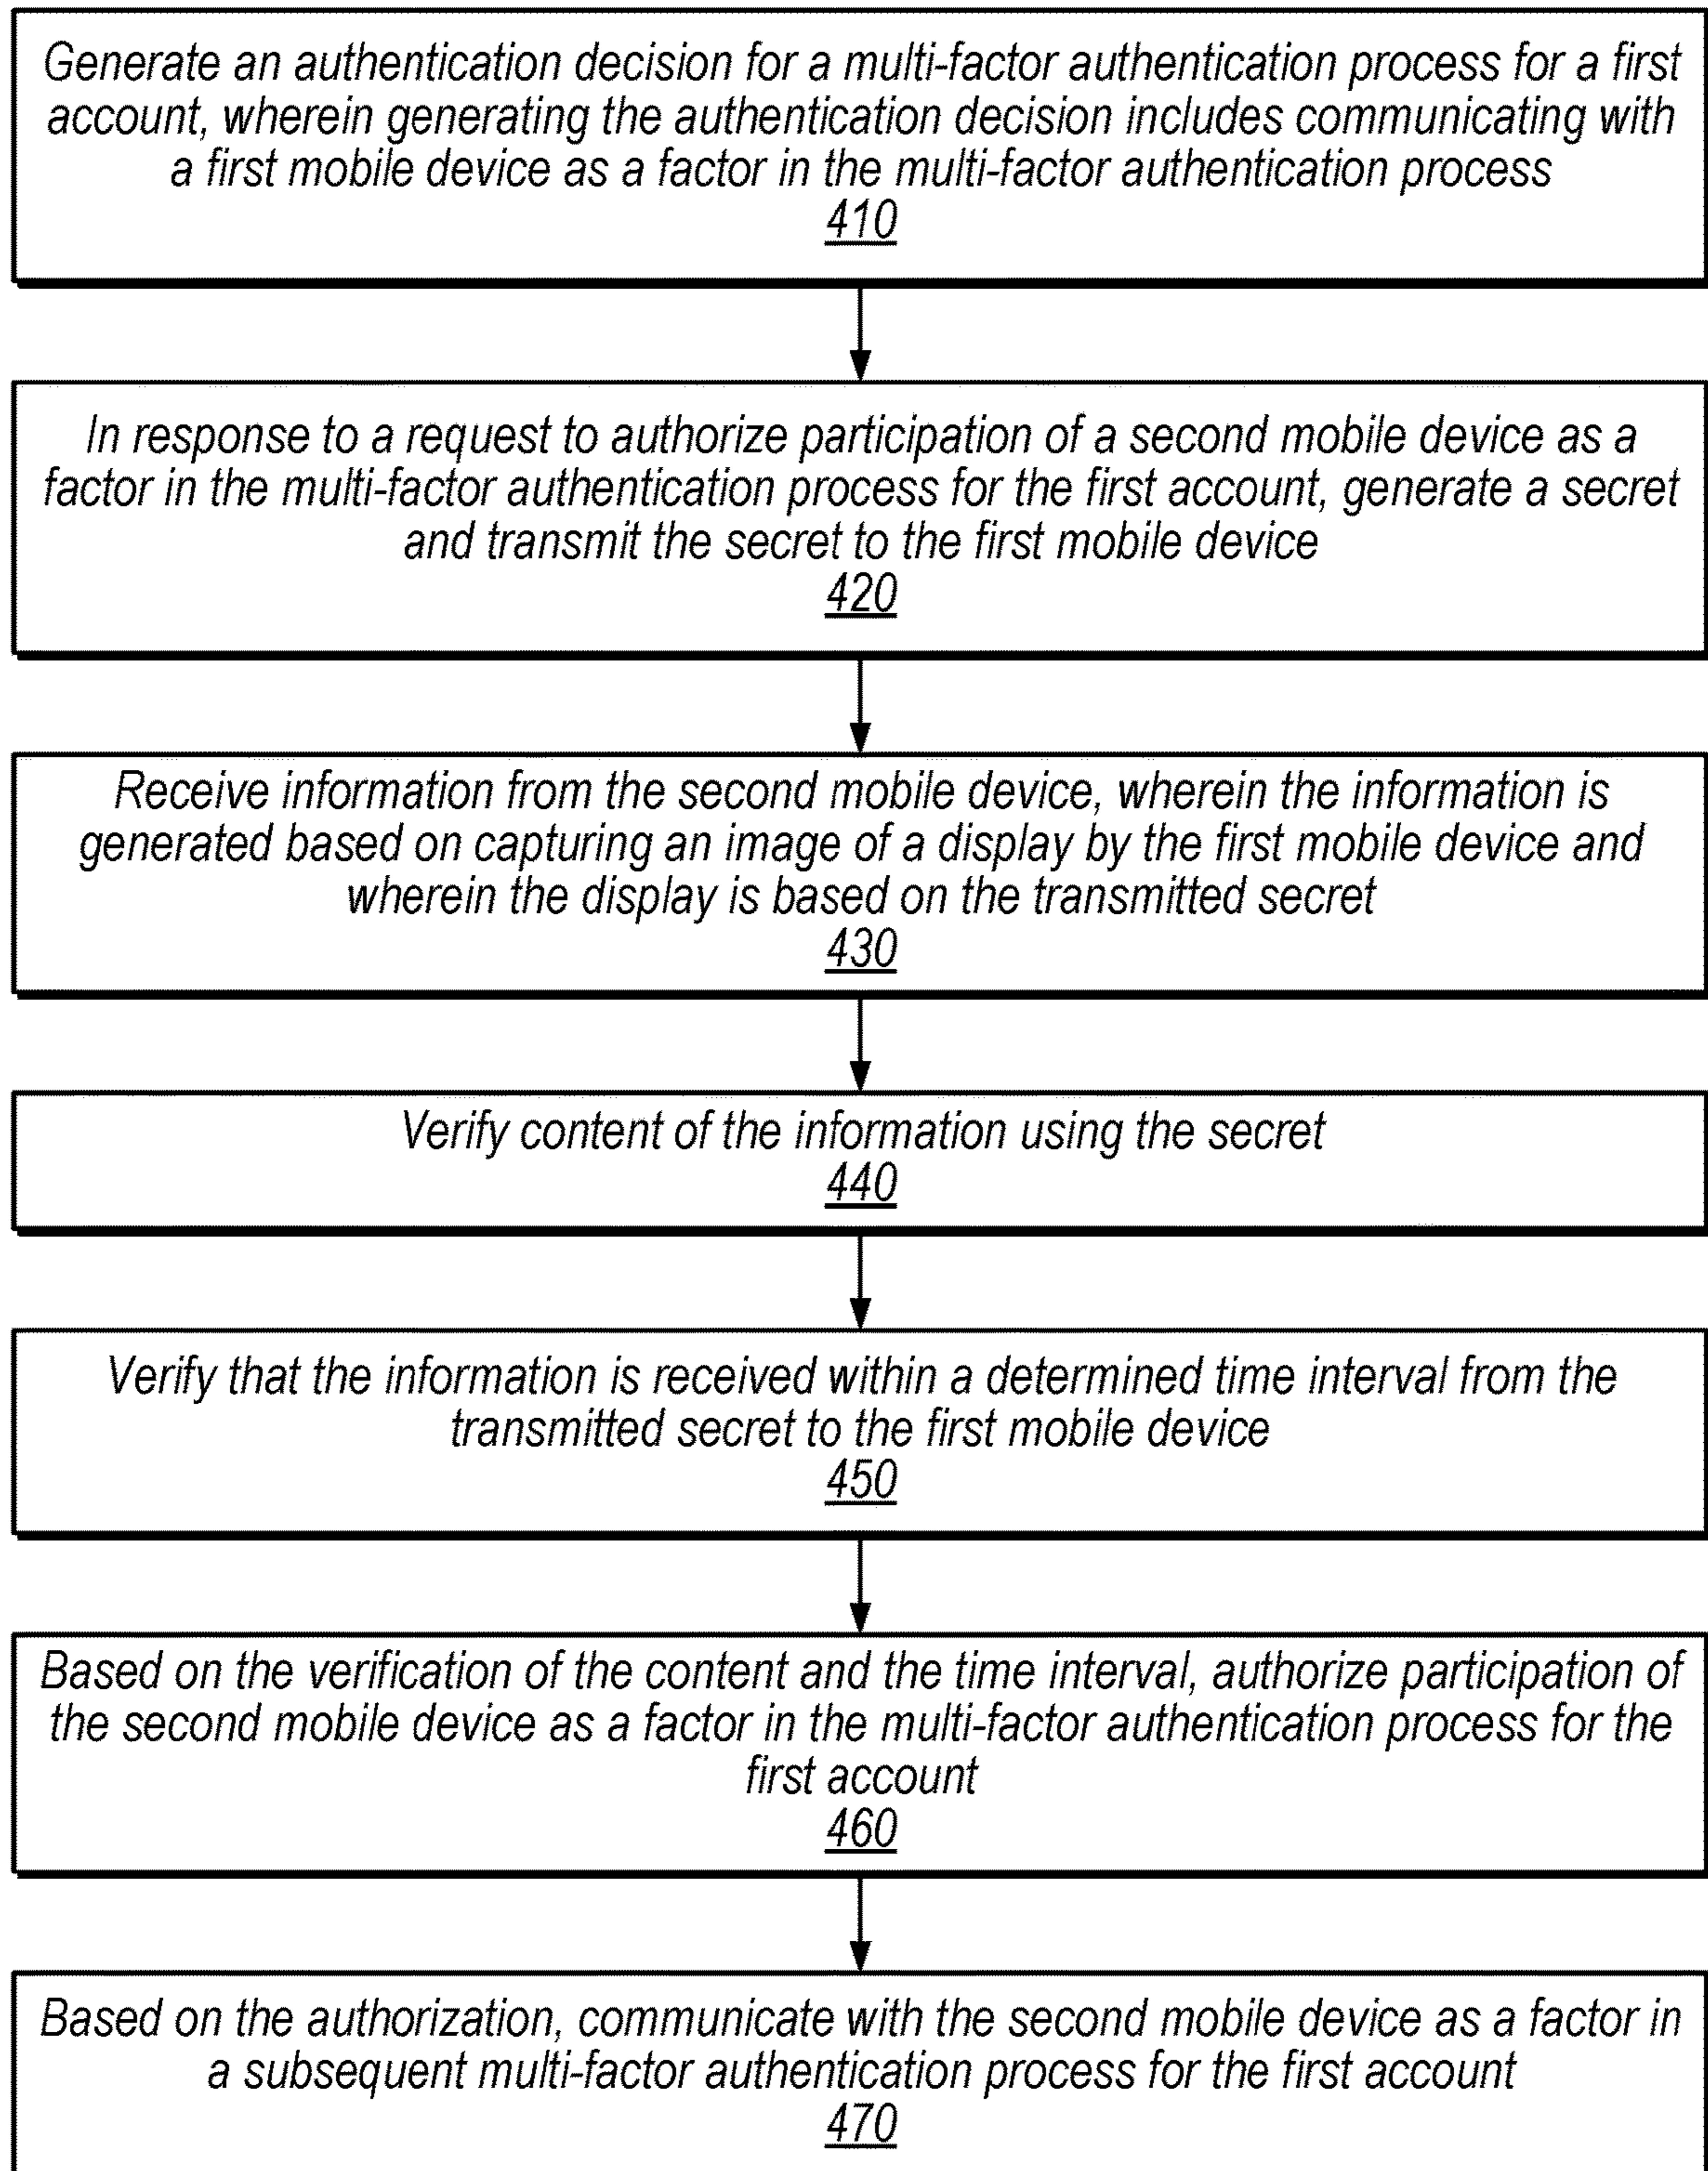 Generate an authentication decision for a multi-factor authentication process for a first
account, wherein generating the authentication decision includes communicating with
a first mobile device as a factor in the multi-factor authentication process
410
In response to a request to authorize participation of a second mobile device as a
factor in the multi-factor authentication process for the first account, generate a secret
and transmit the secret to the first mobile device
420
Receive information from the second mobile device, wherein the information is
generated based on capturing an image of a display by the first mobile device and
wherein the display is based on the transmitted secret
430
Verify content of the information using the secret
440
Verify that the information is received within a determined time interval from the
transmitted secret to the first mobile device
450
Based on the verification of the content and the time interval, authorize participation of
the second mobile device as a factor in the multi-factor authentication process for the
first account
460
Based on the authorization, communicate with the second mobile device as a factor in
a subsequent multi-factor authentication process for the first account
470